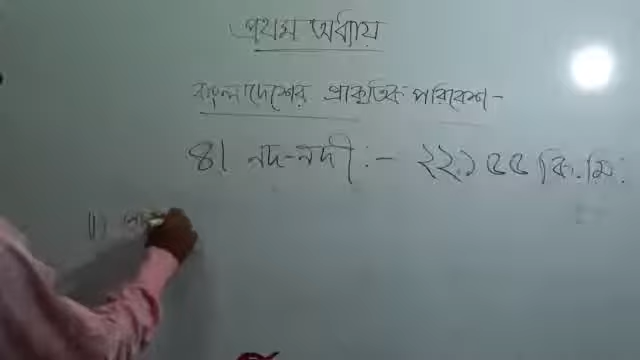 প্রথম অধ্যায়
বাংলাদেশের প্রাকৃতিক পরিবেশ-
৪। নদ-নদী :- ২২,১৫৫ কি.মি.